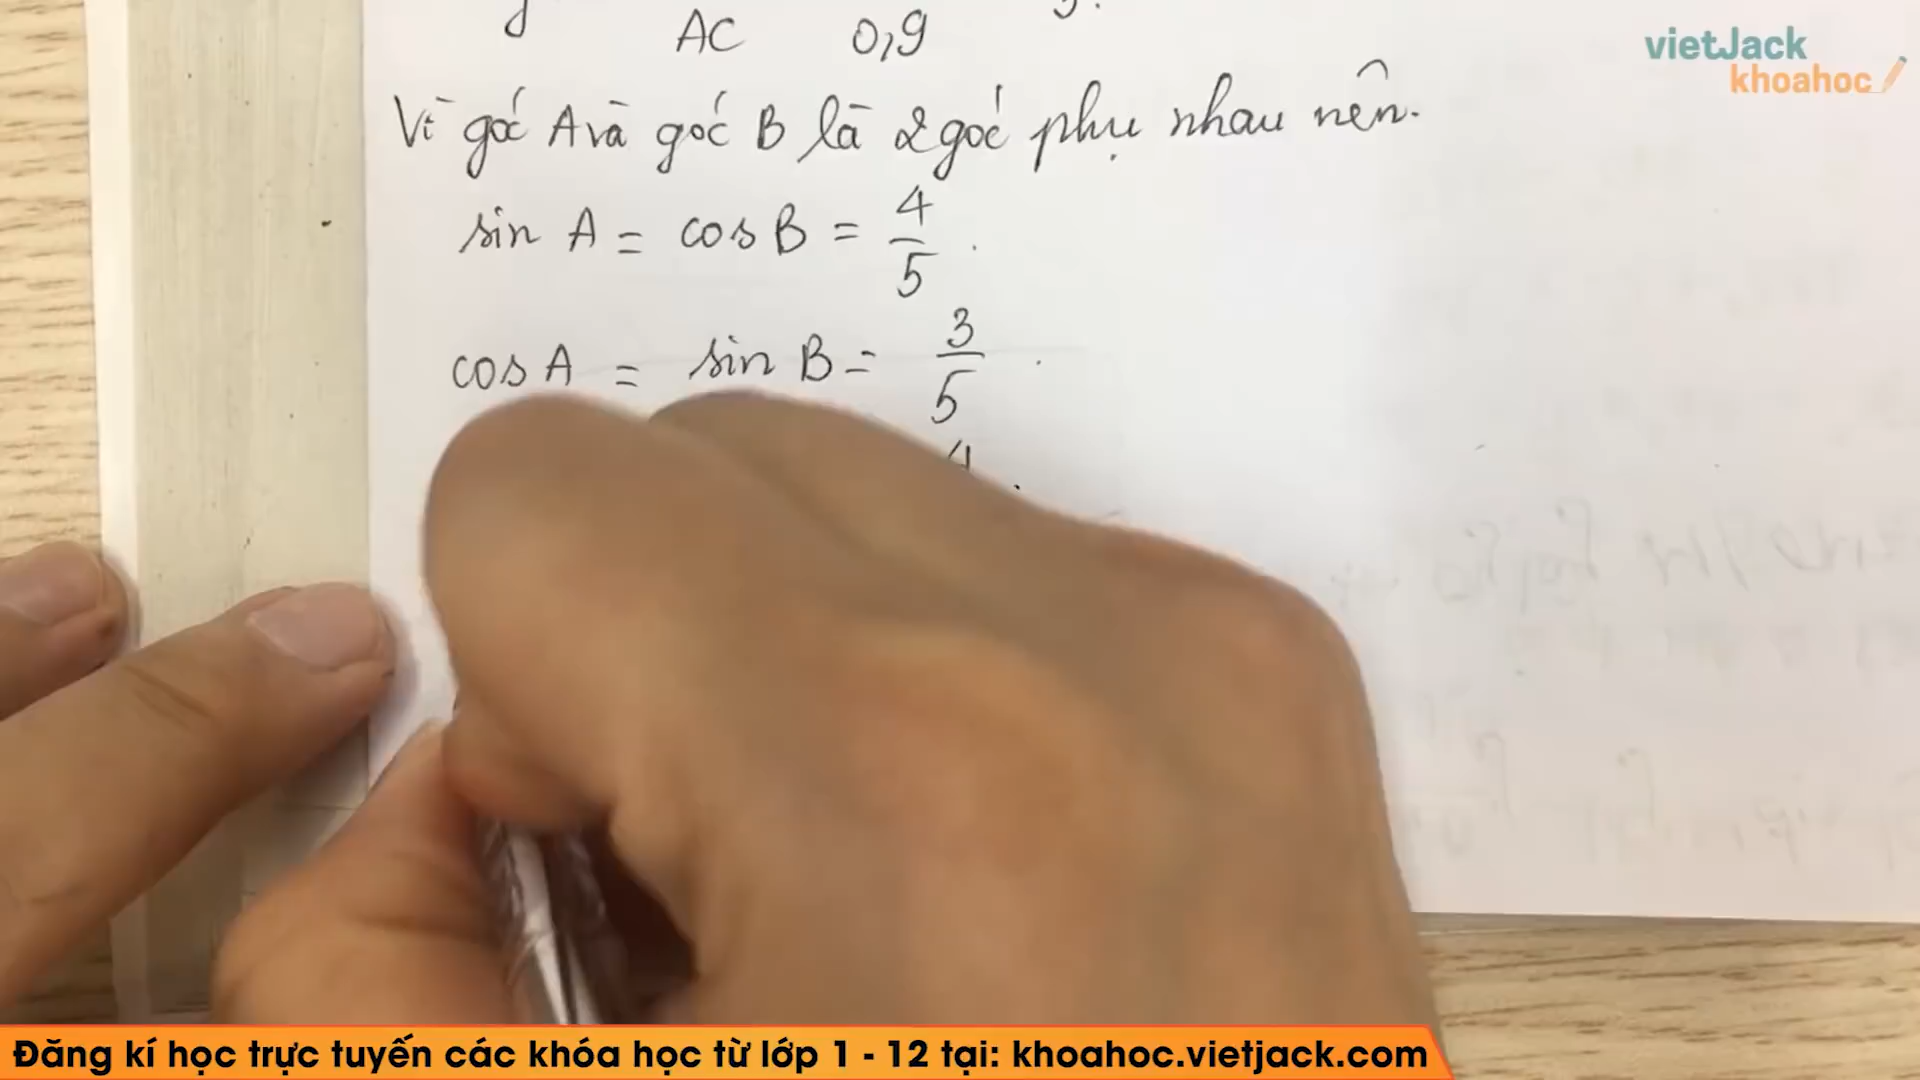 AC 0,9
vietJack
khoahoc
Vì góc A và góc B là 2 góc phụ nhau nên.
sin A = cos B = 4/5.
cos A = sin B = 3/5.
4
Đăng kí học trực tuyến các khóa học từ lớp 1 - 12 tại: khoahoc.vietjack.com